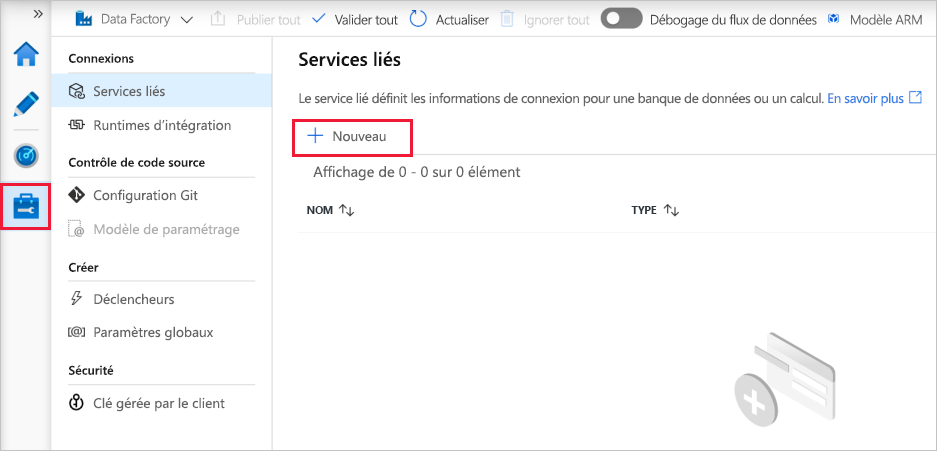 » Data Factory Publier tout Valider tout Actualiser Ignorer tout Débogage du flux de données Modèle ARM
Connexions
Services liés
Runtimes d'intégration
Contrôle de code source
Configuration Git
Modèle de paramétrage
Créer
Déclencheurs
Paramètres globaux
Sécurité
Clé gérée par le client
Services liés
Le service lié définit les informations de connexion pour une banque de données ou un calcul. En savoir plus
Nouveau
Affichage de 0 - 0 sur 0 élément
NOM TYPE